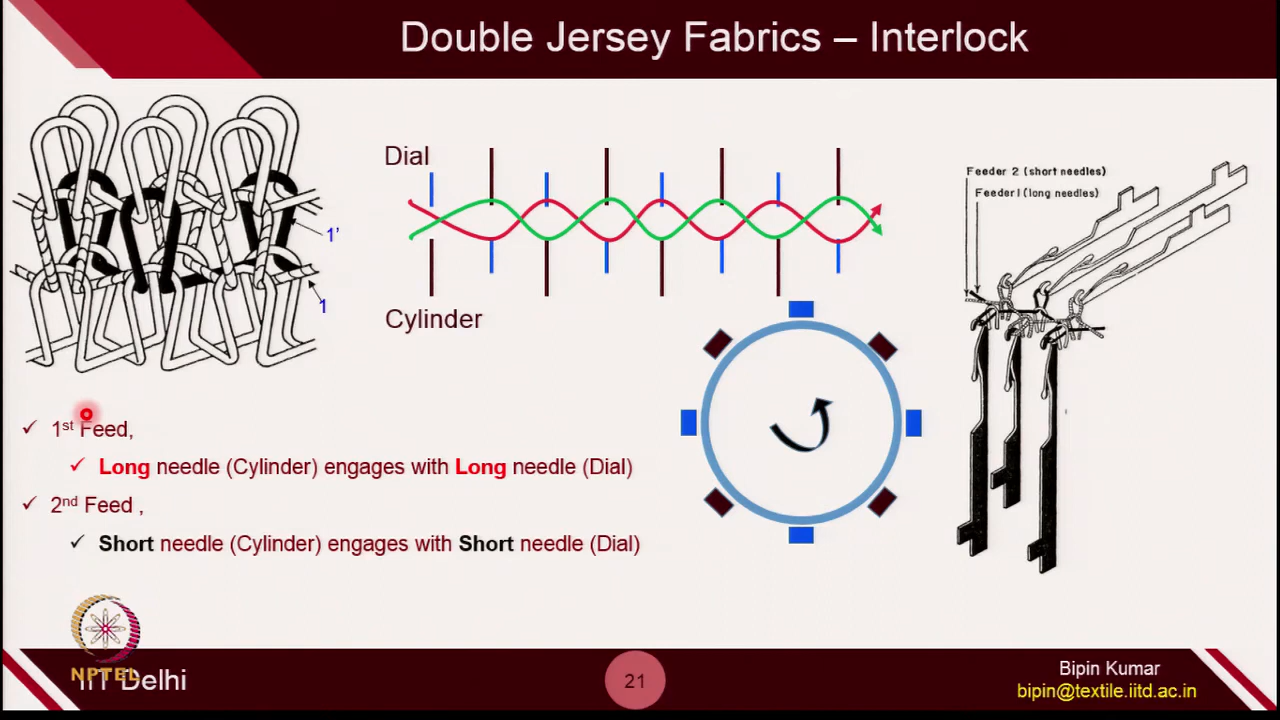 Double Jersey Fabrics – Interlock
Dial
Cylinder
1'
1
Feeder 2 (short needles)
Feeder 1 (long needles)
✓ 1st Feed,
✓ Long needle (Cylinder) engages with Long needle (Dial)
✓ 2nd Feed ,
✓ Short needle (Cylinder) engages with Short needle (Dial)
NPTEL
IIT Delhi
21
Bipin Kumar
bipin@textile.iitd.ac.in